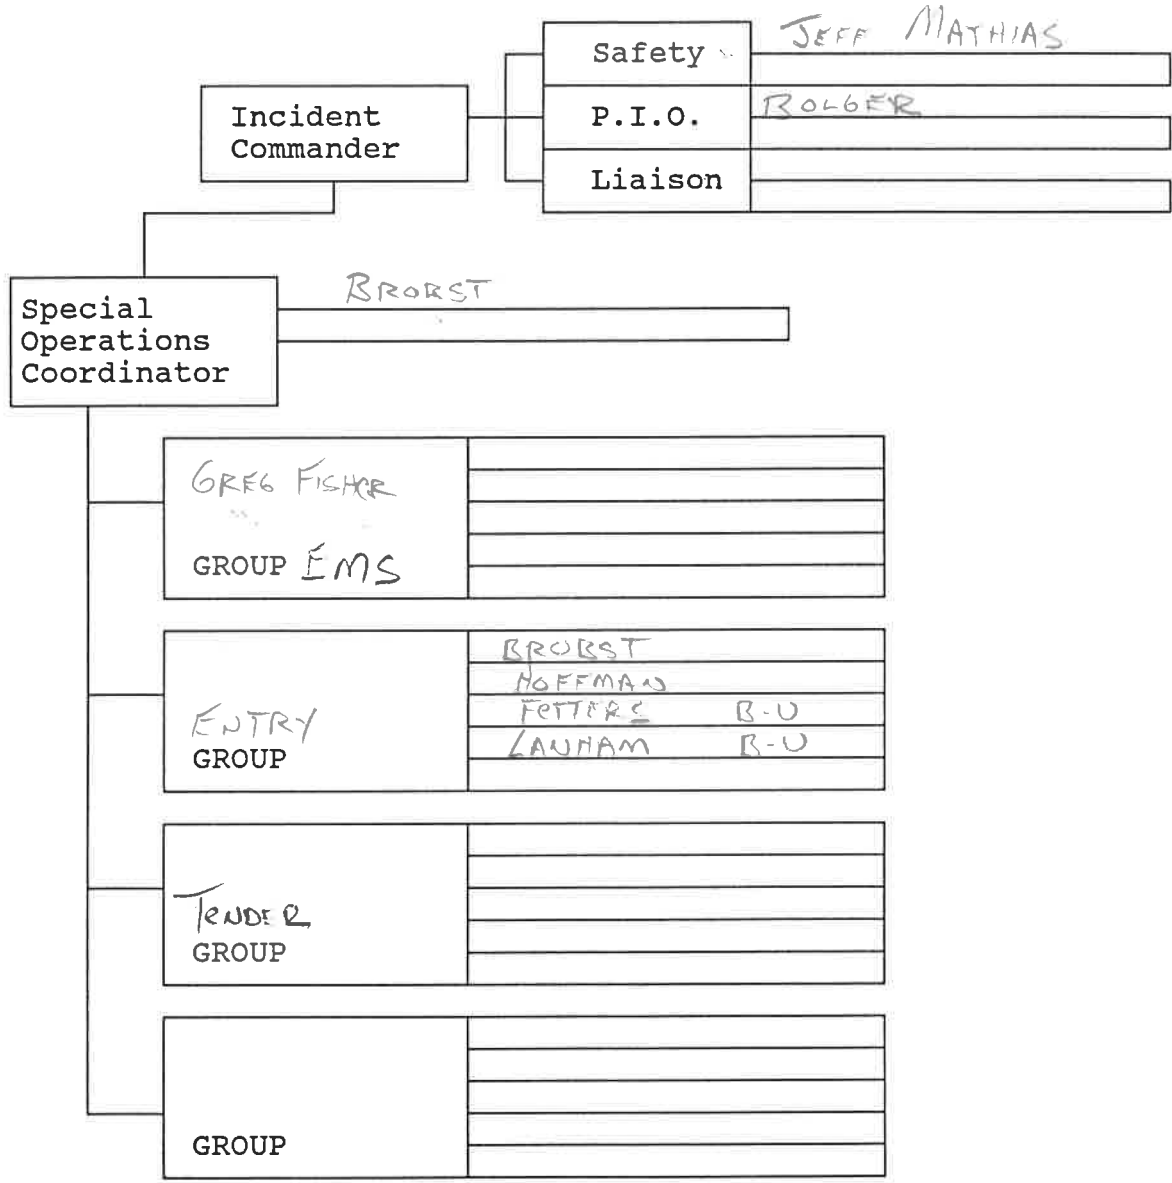 Safety JEFF MATHIAS
Incident
Commander
P.I.O. BOLGER
Liaison
Special
Operations
Coordinator
BROBST
GREG FISHER
GROUP EMS
ENTRY
GROUP
BROBST
HOFFMAN
FETTERS B-U
LANHAM B-U
TENDER
GROUP
GROUP